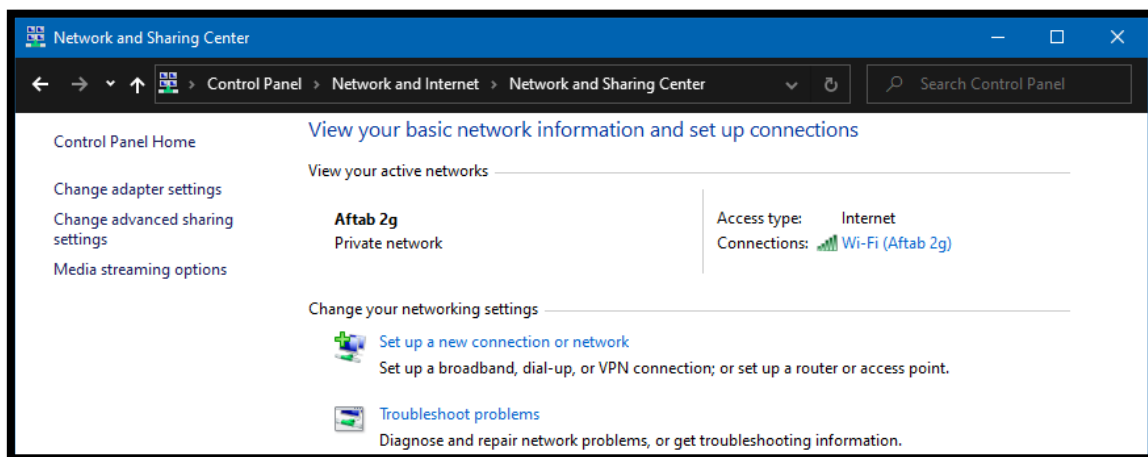 Network and Sharing Center
Control Panel > Network and Internet > Network and Sharing Center
Search Control Panel
Control Panel Home
Change adapter settings
Change advanced sharing
settings
Media streaming options
View your basic network information and set up connections
View your active networks
Aftab 2g
Private network
Access type: Internet
Connections: Wi-Fi (Aftab 2g)
Change your networking settings
Set up a new connection or network
Set up a broadband, dial-up, or VPN connection; or set up a router or access point.
Troubleshoot problems
Diagnose and repair network problems, or get troubleshooting information.